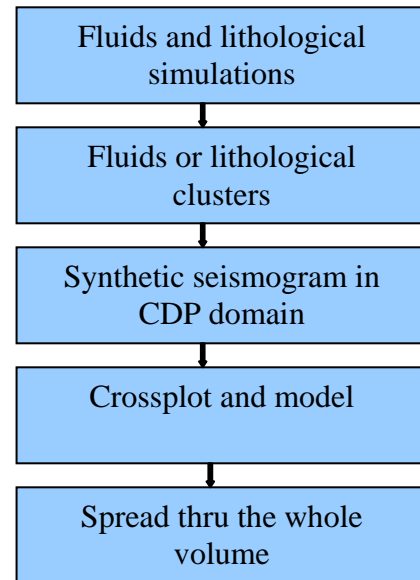 Fluids and lithological
simulations
Fluids or lithological
clusters
Synthetic seismogram in
CDP domain
Crossplot and model
Spread thru the whole
volume